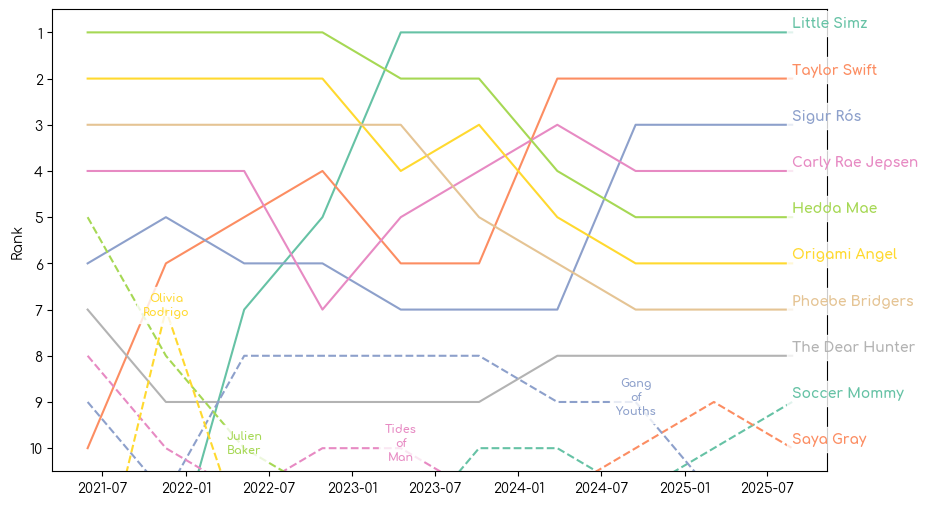 Rank
1
2
3
4
5
6
7
8
9
10
Little Simz
Taylor Swift
Sigur Rós
Carly Rae Jepsen
Hedda Mae
Origami Angel
Phoebe Bridgers
The Dear Hunter
Soccer Mommy
Saya Gray
Olivia
Rodrigo
Julien
Baker
Tides
of
Man
Gang
of
Youths
2021-07
2022-01
2022-07
2023-01
2023-07
2024-01
2024-07
2025-01
2025-07